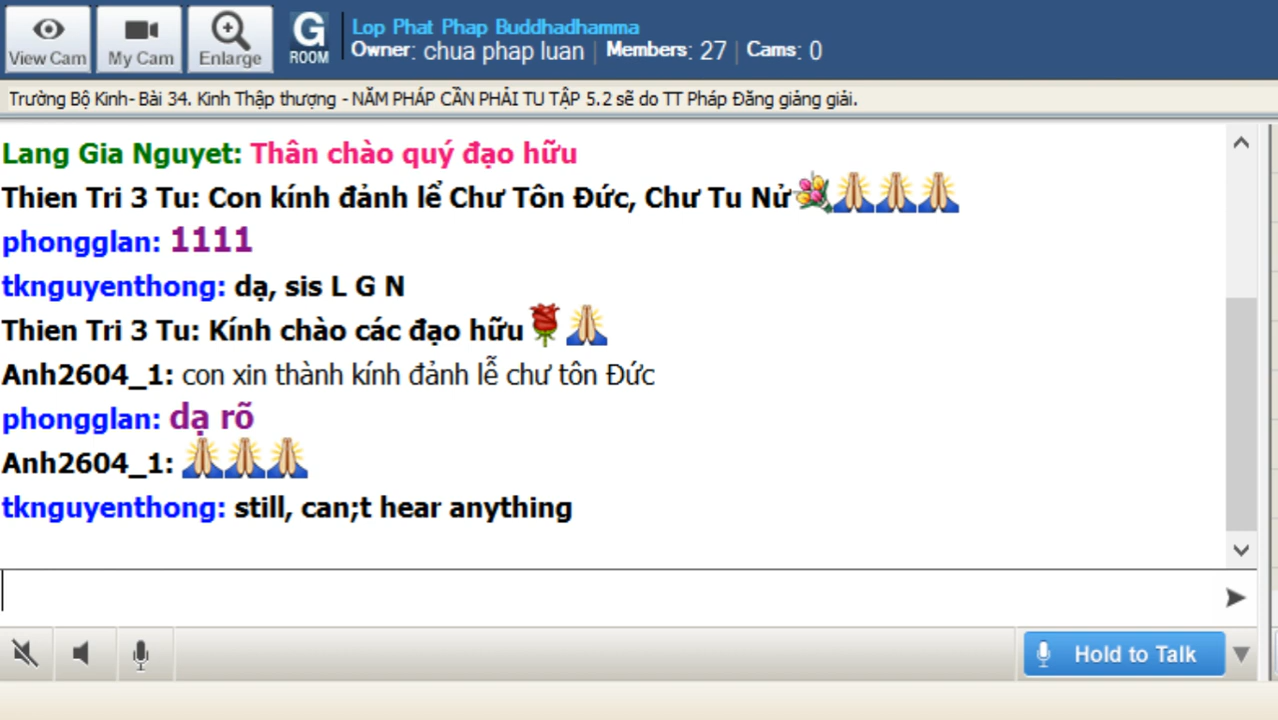 View Cam
My Cam
Enlarge
G
ROOM
Lop Phat Phap Buddhadhamma
Owner: chua phap luan | Members: 27 | Cams: 0
Trường Bộ Kinh- Bài 34. Kinh Thập thượng - NĂM PHÁP CẦN PHẢI TU TẬP 5.2 sẽ do TT Pháp Đăng giảng giải.
Lang Gia Nguyet: Thân chào quý đạo hữu
Thien Tri 3 Tu: Con kính đảnh lể Chư Tôn Đức, Chư Tu Nử
phongglan: 1111
tknguyenthong: dạ, sis L G N
Thien Tri 3 Tu: Kính chào các đạo hữu
Anh2604_1: con xin thành kính đảnh lễ chư tôn Đức
phongglan: dạ rõ
Anh2604_1:
tknguyenthong: still, can;t hear anything
Hold to Talk